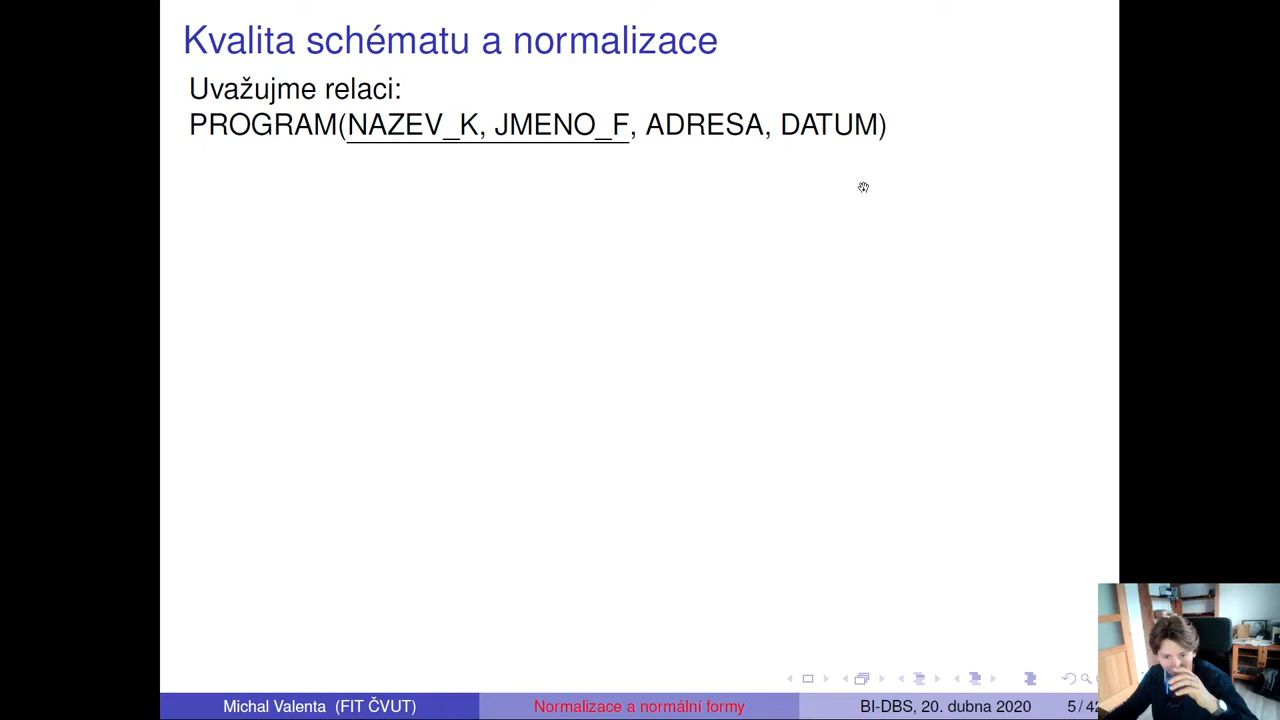 Kvalita schématu a normalizace
Uvažujme relaci:
PROGRAM(NAZEV_K, JMENO_F, ADRESA, DATUM)
Michal Valenta (FIT ČVUT)
Normalizace a normální formy
BI-DBS, 20. dubna 2020
5 / 42